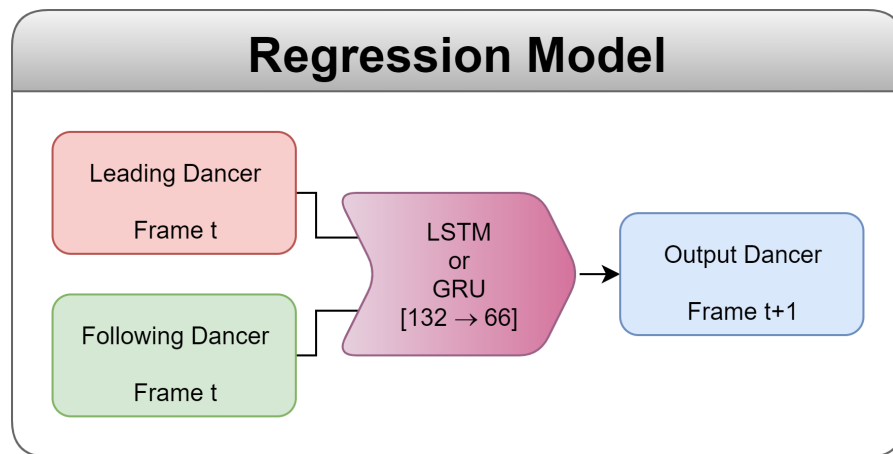 Regression Model
Leading Dancer
Frame t
Following Dancer
Frame t
LSTM
or
GRU
[132 → 66]
Output Dancer
Frame t+1